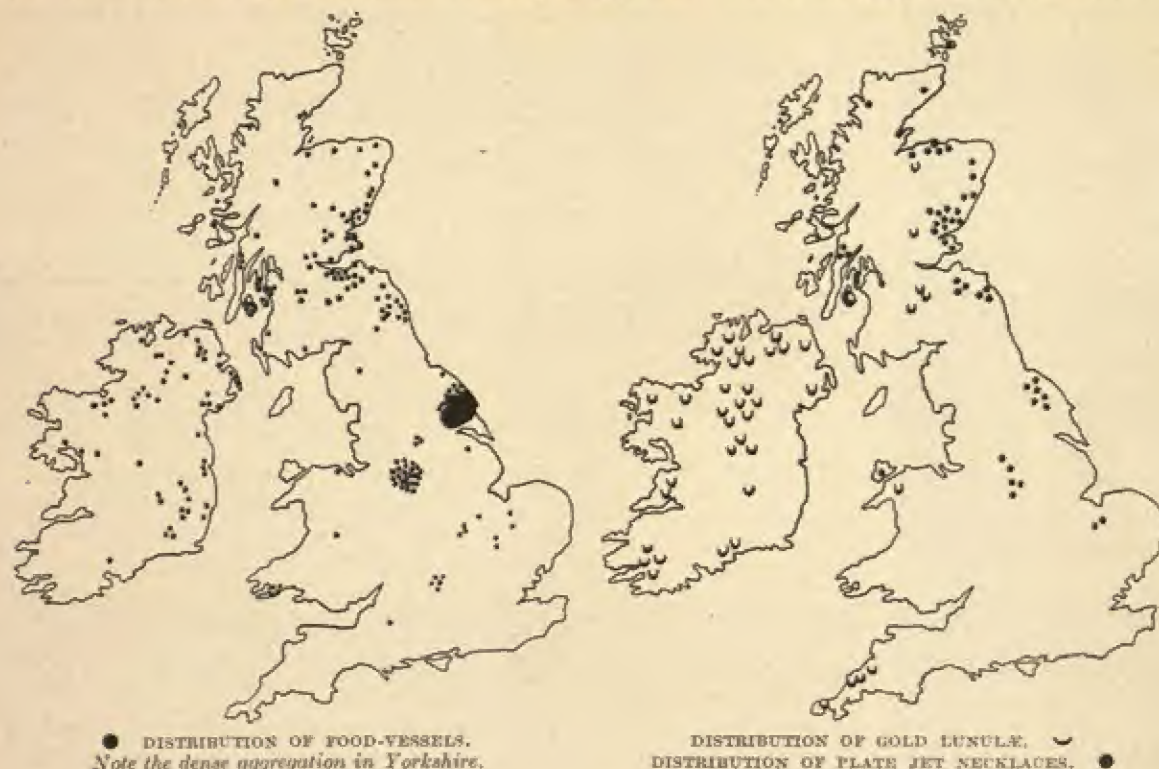 DISTRIBUTION OF FOOD-VESSELS.
Note the dense aggregation in Yorkshire.
DISTRIBUTION OF GOLD LUNULÆ.
DISTRIBUTION OF PLATE JET NECKLACES.